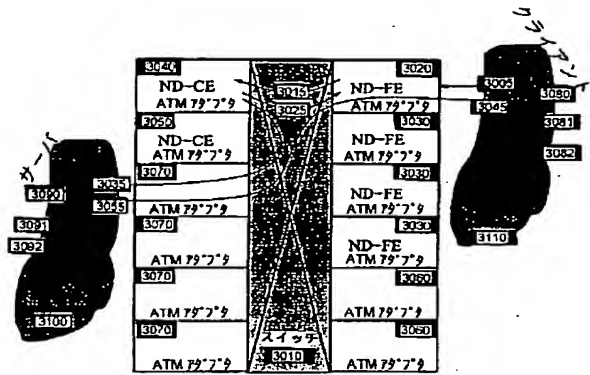 クライアント
3040
ND-CE
ATM アダプタ
3050
ND-CE
ATM アダプタ
3070
ATM アダプタ
3070
ATM アダプタ
3070
ATM アダプタ
3070
ATM アダプタ
3015
3025
スイッチ
3010
3020
ND-FE
ATM アダプタ
3030
ND-FE
ATM アダプタ
3030
ND-FE
ATM アダプタ
3030
ND-FE
ATM アダプタ
3060
ATM アダプタ
3060
ATM アダプタ
3005
3045
3080
3081
3082
3110
サーバ
3090
3035
3055
3091
3092
3100